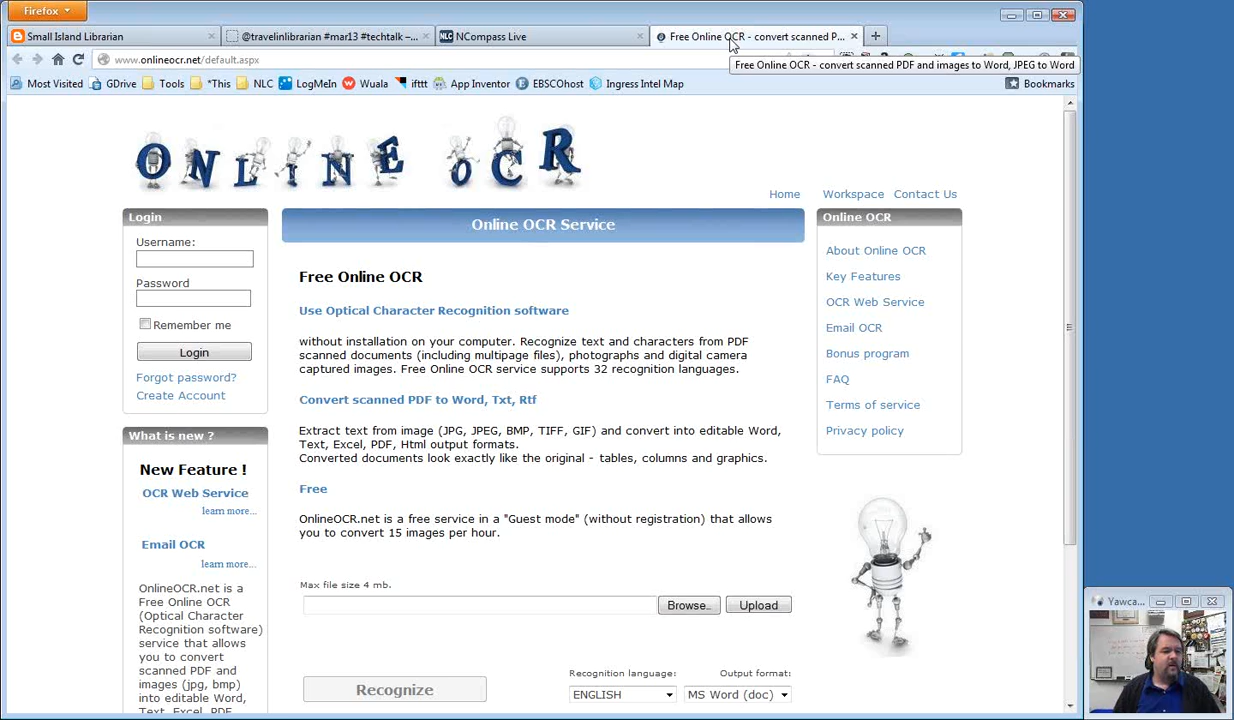 Firefox
Small Island Librarian
@travelinlibrarian #mar13 #techtalk –...
NCompass Live
Free Online OCR - convert scanned P...
www.onlineocr.net/default.aspx
Free Online OCR - convert scanned PDF and images to Word, JPEG to Word
Most Visited
GDrive
Tools
*This
NLC
LogMeIn
Wuala
ifttt
App Inventor
EBSCOhost
Ingress Intel Map
Bookmarks
ONLINE OCR
Home
Workspace
Contact Us
Login
Username:
Password
Remember me
Login
Forgot password?
Create Account
What is new ?
New Feature !
OCR Web Service
learn more...
Email OCR
learn more...
OnlineOCR.net is a
Free Online OCR
(Optical Character
Recognition software)
service that allows
you to convert
scanned PDF and
images (jpg, bmp)
into editable Word,
Text, Excel, PDF,
Online OCR Service
Free Online OCR
Use Optical Character Recognition software
without installation on your computer. Recognize text and characters from PDF
scanned documents (including multipage files), photographs and digital camera
captured images. Free Online OCR service supports 32 recognition languages.
Convert scanned PDF to Word, Txt, Rtf
Extract text from image (JPG, JPEG, BMP, TIFF, GIF) and convert into editable Word,
Text, Excel, PDF, Html output formats.
Converted documents look exactly like the original - tables, columns and graphics.
Free
OnlineOCR.net is a free service in a "Guest mode" (without registration) that allows
you to convert 15 images per hour.
Max file size 4 mb.
Browse..
Upload
Recognition language:
Output format:
Recognize
ENGLISH
MS Word (doc)
Online OCR
About Online OCR
Key Features
OCR Web Service
Email OCR
Bonus program
FAQ
Terms of service
Privacy policy
Yawca...